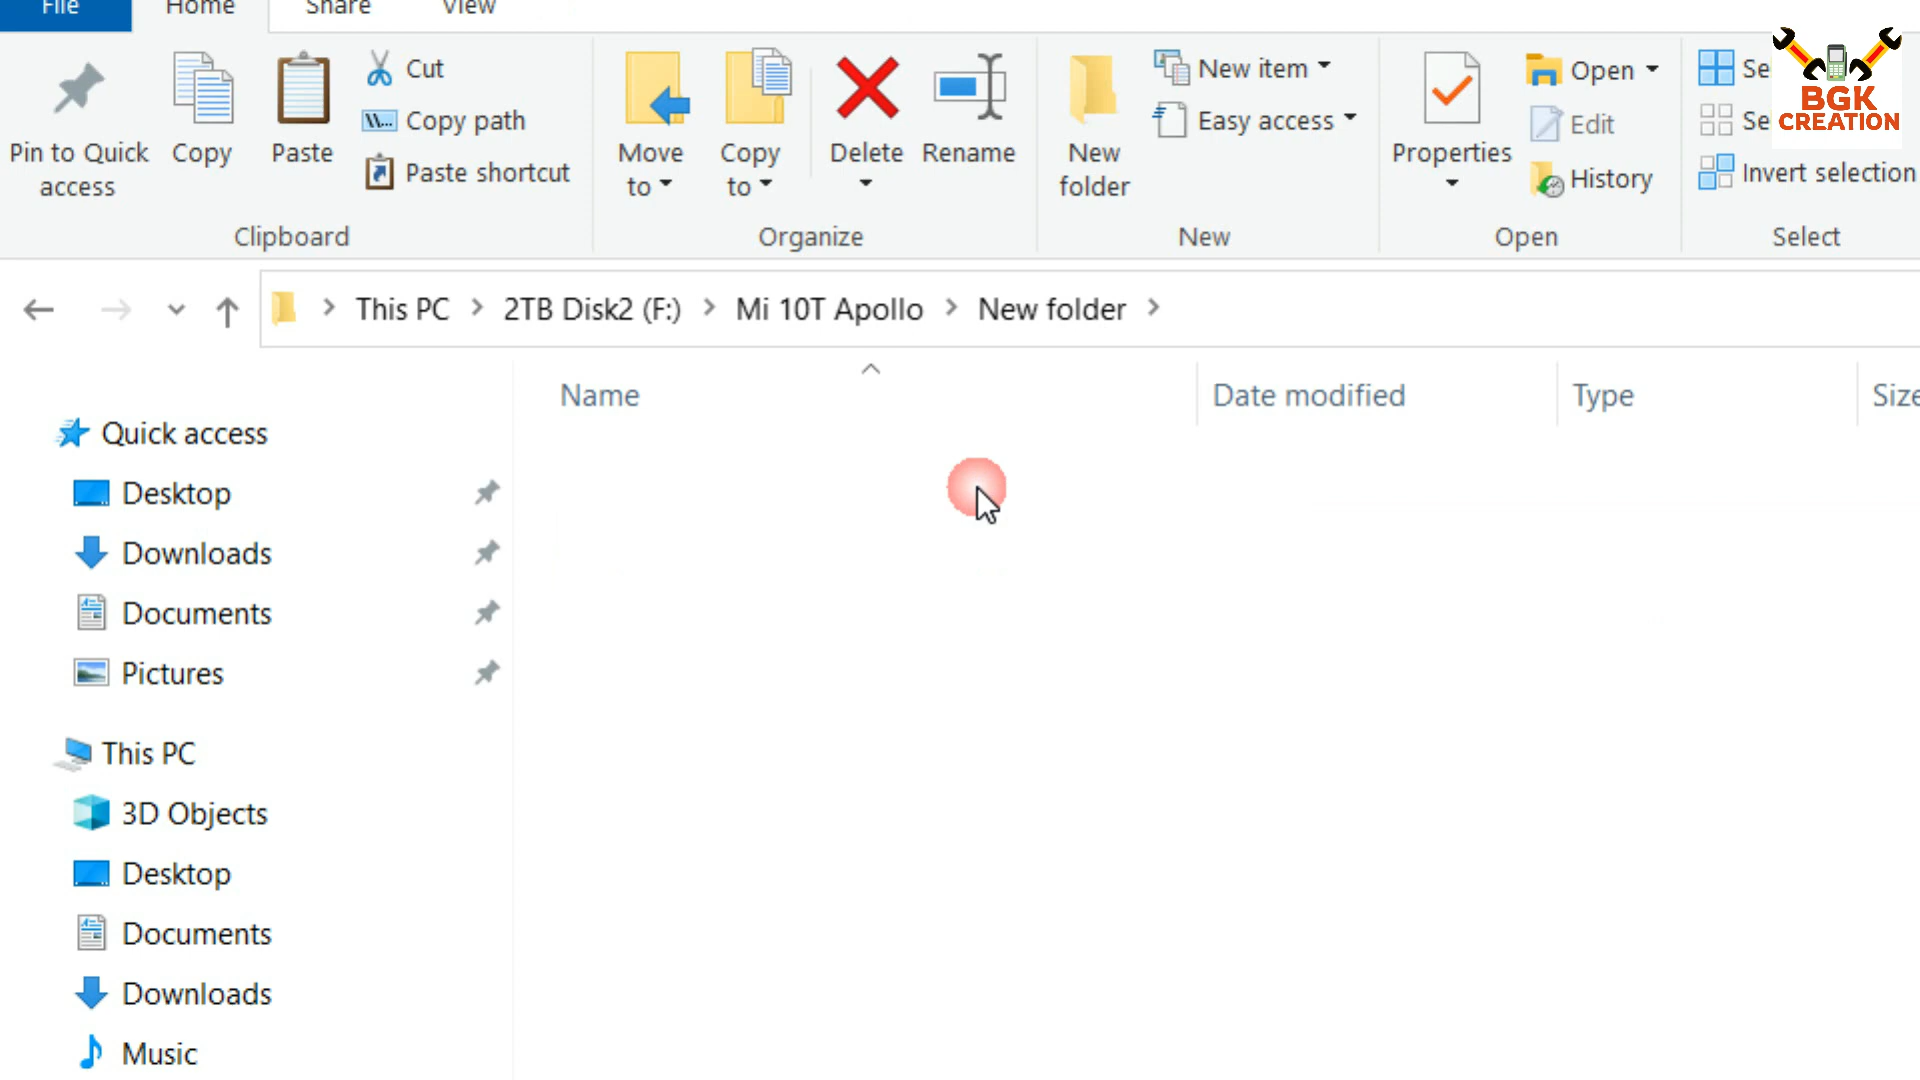 File Home Share View
Pin to Quick access
Copy
Paste
Cut
Copy path
Paste shortcut
Clipboard
Move to
Copy to
Delete
Rename
Organize
New folder
New item
Easy access
New
Properties
Open
Edit
History
Open
Se
Se
Invert selection
Select
BGK
CREATION
This PC 2TB Disk2 (F:) Mi 10T Apollo New folder
Name Date modified Type Size
Quick access
Desktop
Downloads
Documents
Pictures
This PC
3D Objects
Desktop
Documents
Downloads
Music